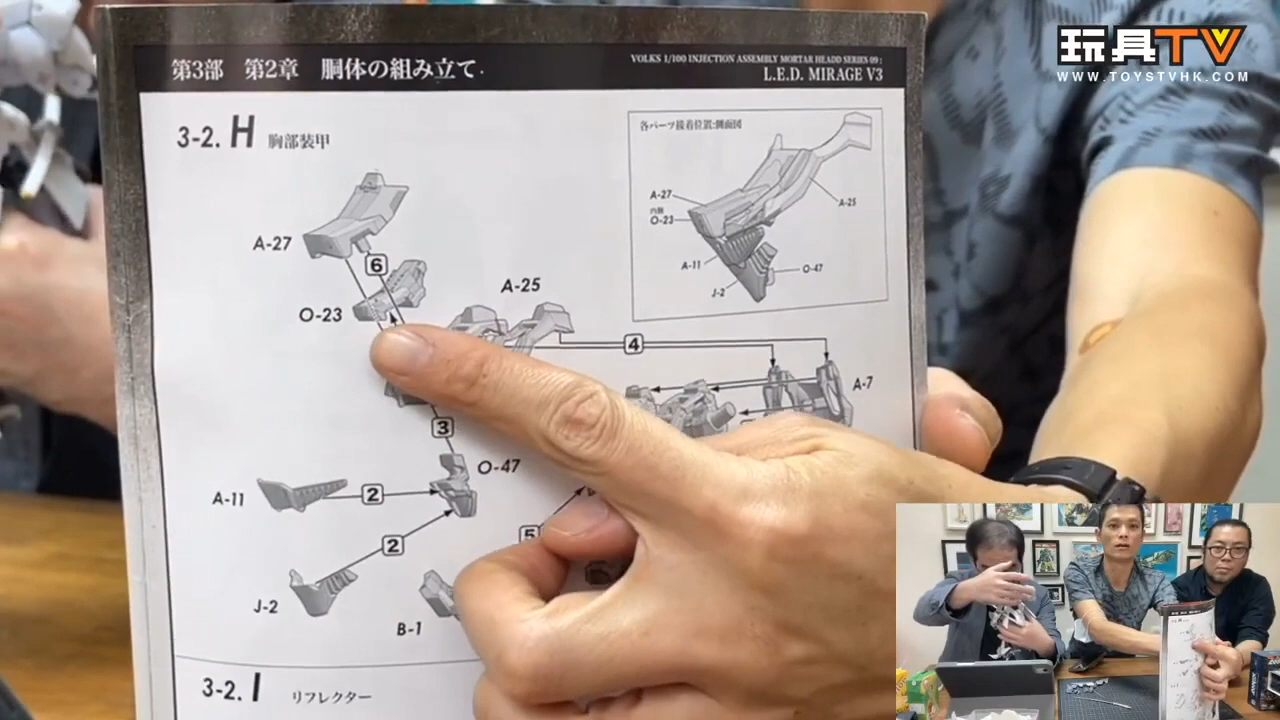 玩具TV
WWW.TOYSTVHK.COM
第3部 第2章 胴体の組み立て
VOLKS 1/100 INJECTION ASSEMBLY MORTAR HEADD SERIES 09 :
L.E.D. MIRAGE V3
3-2. H 胸部装甲
各パーツ接着位置:側面図
A-27
内側
O-23
A-25
A-11
O-47
J-2
A-27
6
O-23
A-25
4
A-7
3
O-47
A-11
2
2
5
J-2
B-1
3-2. I リフレクター